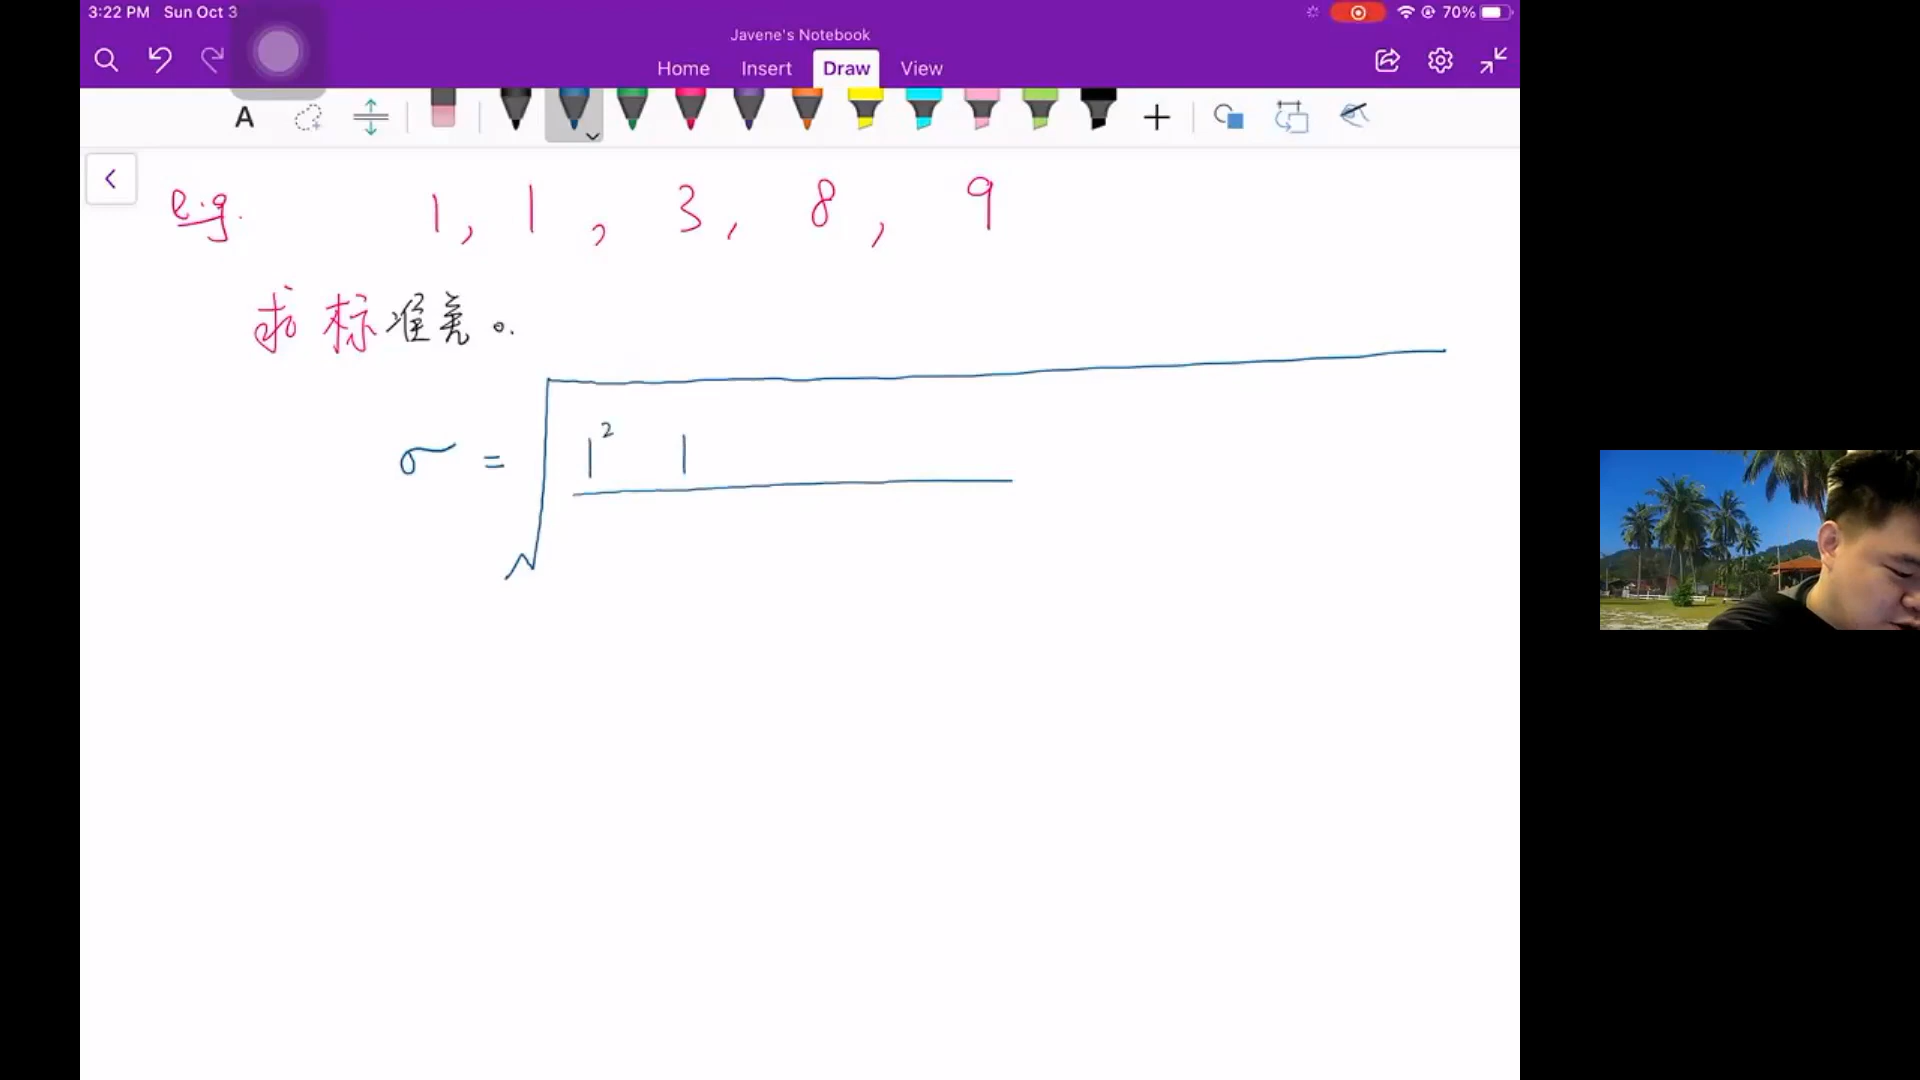 3:22 PM Sun Oct 3
70%
Javene's Notebook
Home Insert Draw View
A
e.g. 1, 1, 3, 8, 9
求标准差。
σ = √ 1² 1